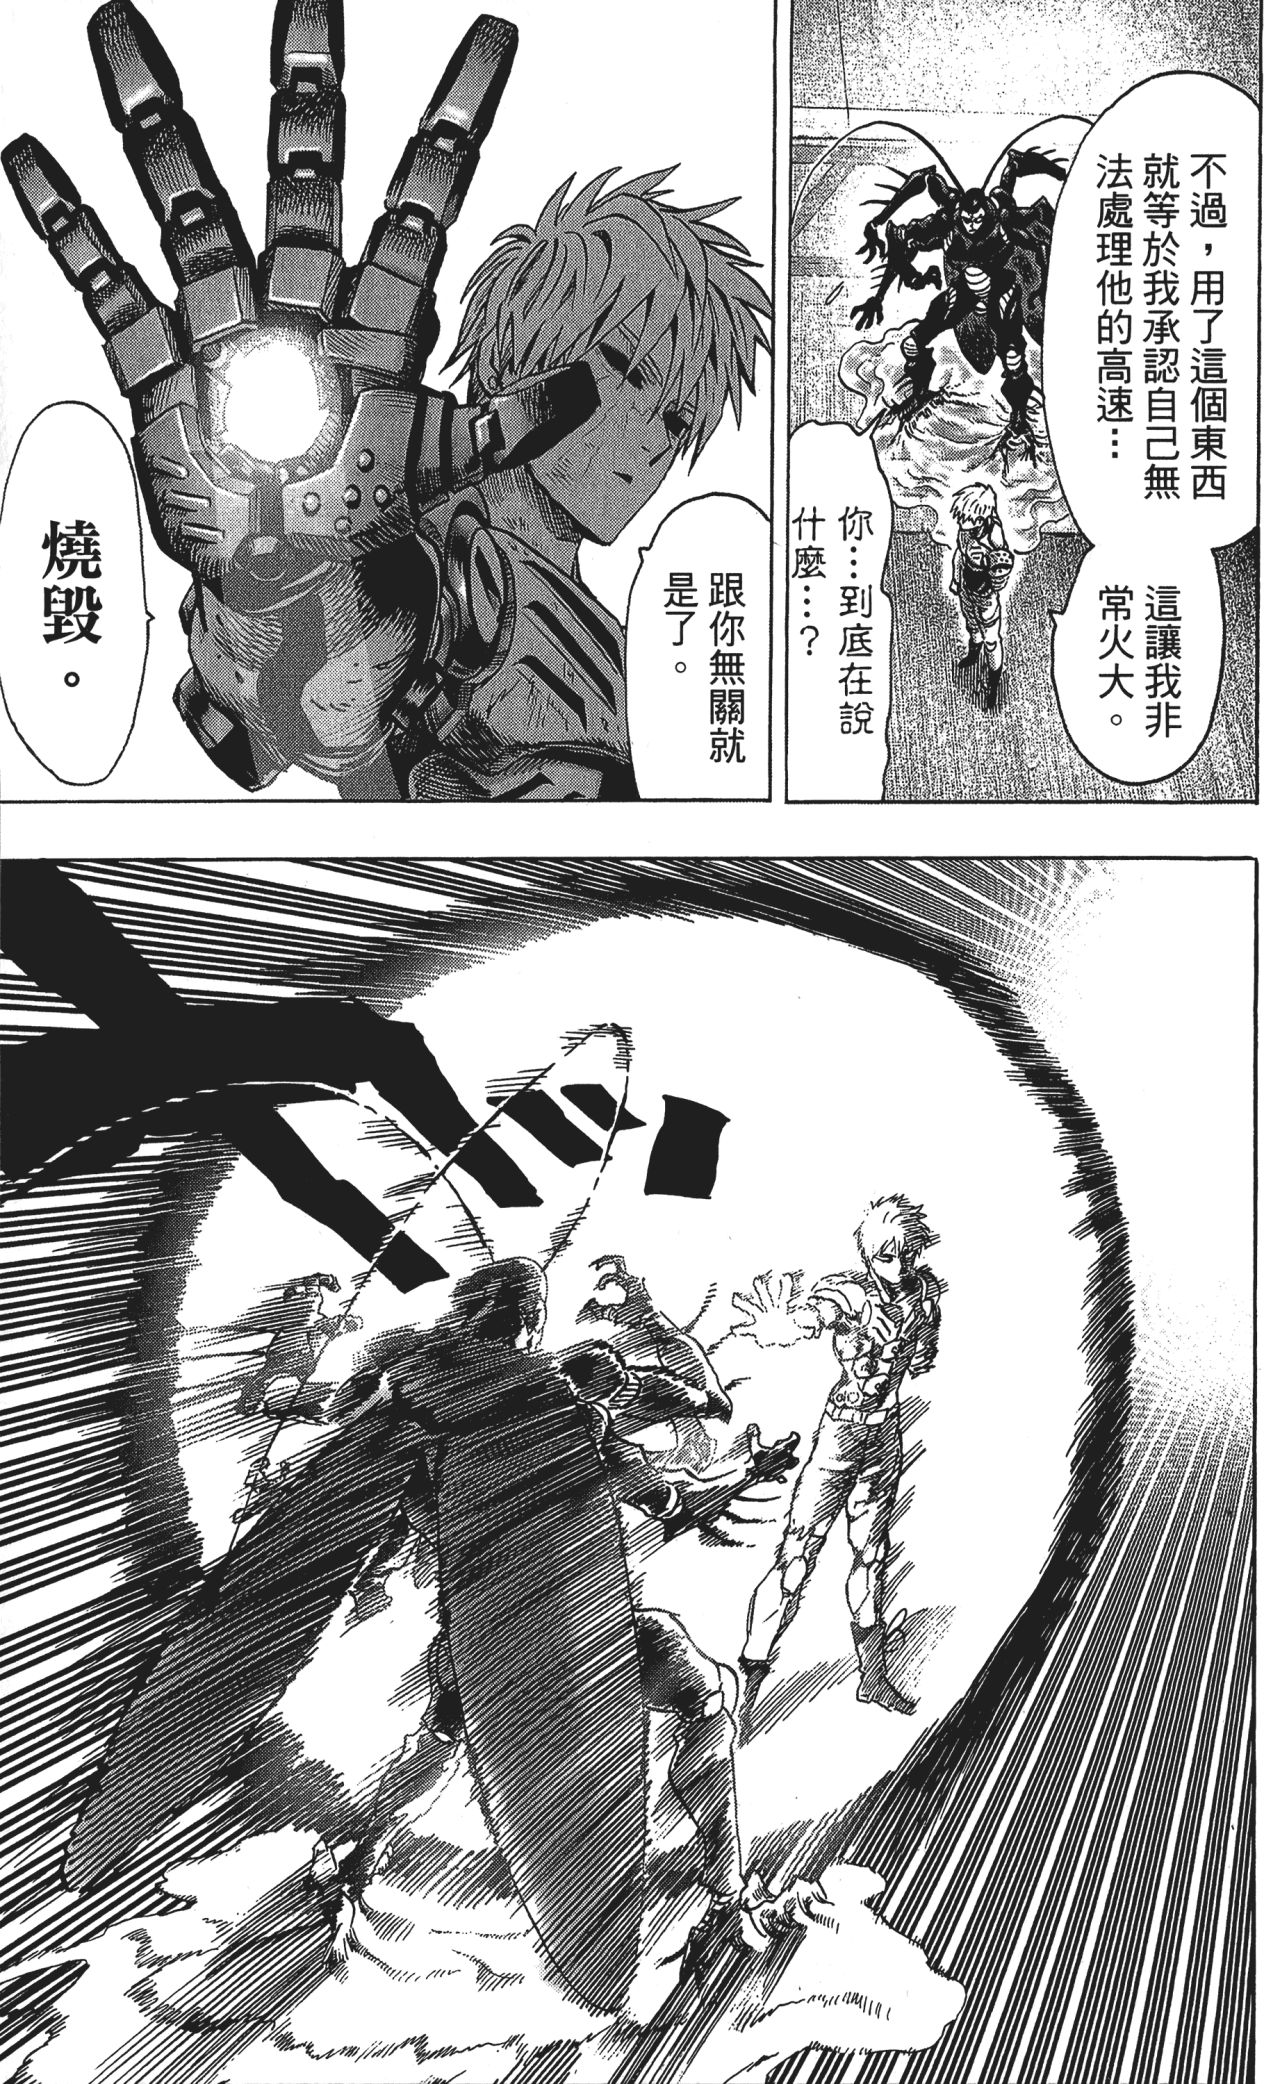 不過，用了這個東西
就等於我承認自己無
法處理他的高速…
這讓我非
常火大。
你…到底在說
什麼…？
跟你無關就
是了。
燒毀。